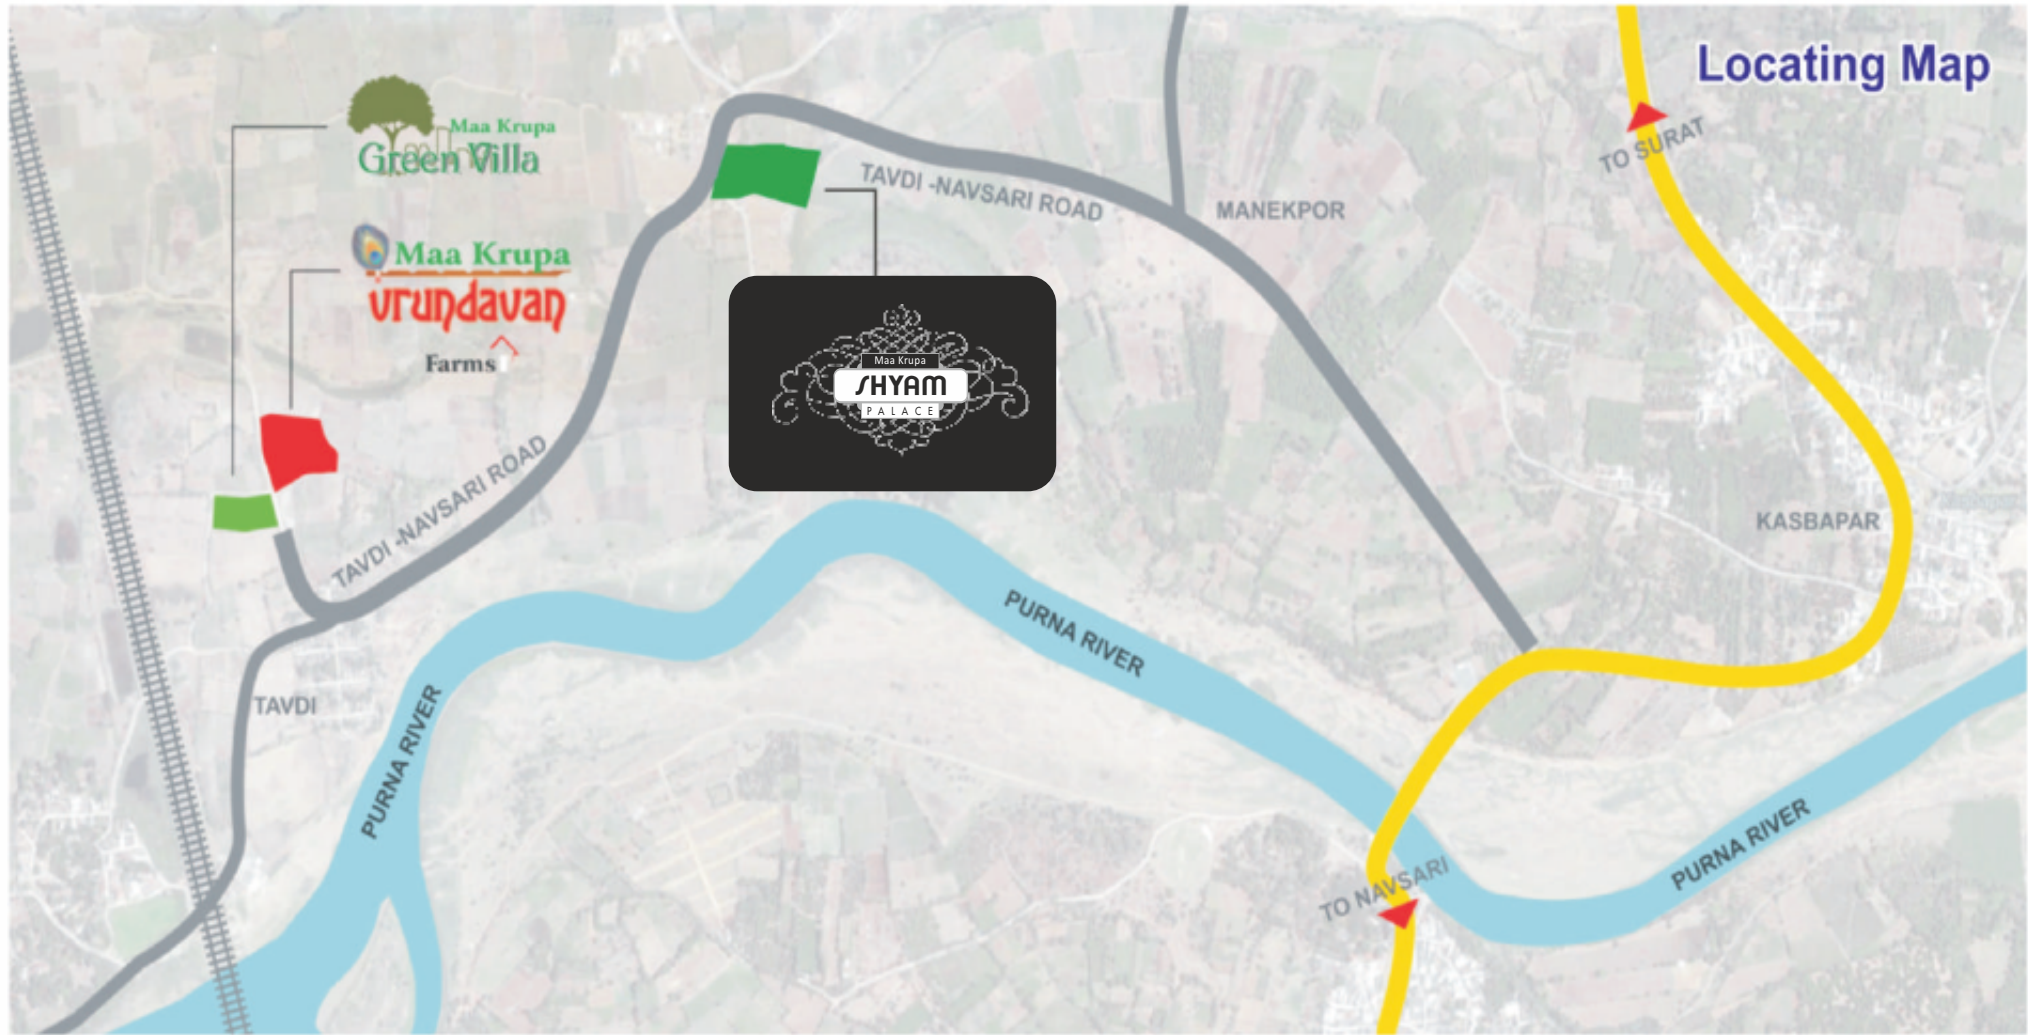 Locating Map
Maa Krupa
Green Villa
Maa Krupa
vrundavan
Farms
TO SURAT
TAVDI -NAVSARI ROAD
MANEKPOR
Maa Krupa
SHYAM
PALACE
TAVDI -NAVSARI ROAD
KASBAPAR
PURNA RIVER
TAVDI
PURNA RIVER
TO NAVSARI
PURNA RIVER